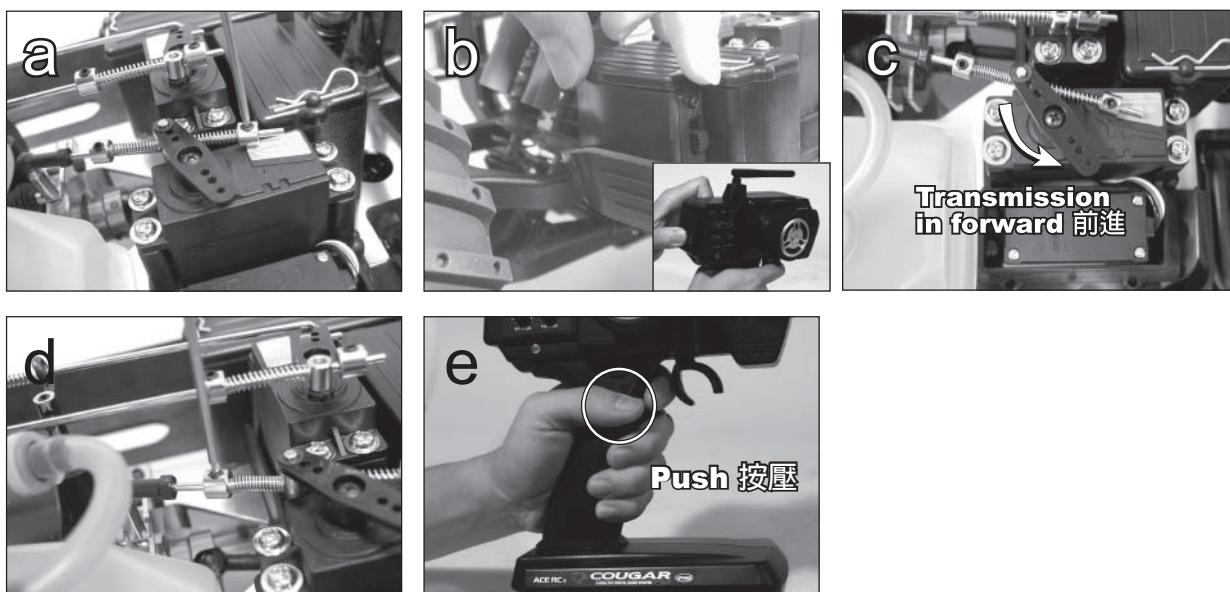 a
b
c
Transmission
in forward 前進
d
e
Push 按壓
ACE RC
COUGAR